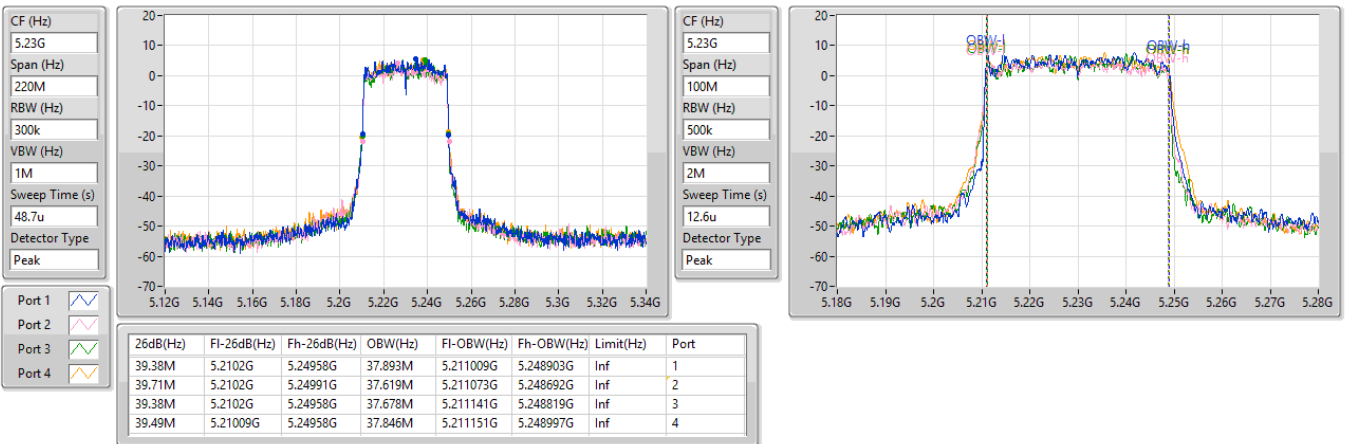 CF (Hz)
5.23G
Span (Hz)
220M
RBW (Hz)
300k
VBW (Hz)
1M
Sweep Time (s)
48.7u
Detector Type
Peak
20
10
0
-10
-20
-30
-40
-50
-60
-70
5.12G 5.14G 5.16G 5.18G 5.2G 5.22G 5.24G 5.26G 5.28G 5.3G 5.32G 5.34G
CF (Hz)
5.23G
Span (Hz)
100M
RBW (Hz)
500k
VBW (Hz)
2M
Sweep Time (s)
12.6u
Detector Type
Peak
20
10
0
-10
-20
-30
-40
-50
-60
-70
OBW-l OBW-h
5.18G 5.19G 5.2G 5.21G 5.22G 5.23G 5.24G 5.25G 5.26G 5.27G 5.28G
Port 1
Port 2
Port 3
Port 4
26dB(Hz) Fl-26dB(Hz) Fh-26dB(Hz) OBW(Hz) Fl-OBW(Hz) Fh-OBW(Hz) Limit(Hz) Port
39.38M 5.2102G 5.24958G 37.893M 5.211009G 5.248903G Inf 1
39.71M 5.2102G 5.24991G 37.619M 5.211073G 5.248692G Inf 2
39.38M 5.2102G 5.24958G 37.678M 5.211141G 5.248819G Inf 3
39.49M 5.21009G 5.24958G 37.846M 5.211151G 5.248997G Inf 4